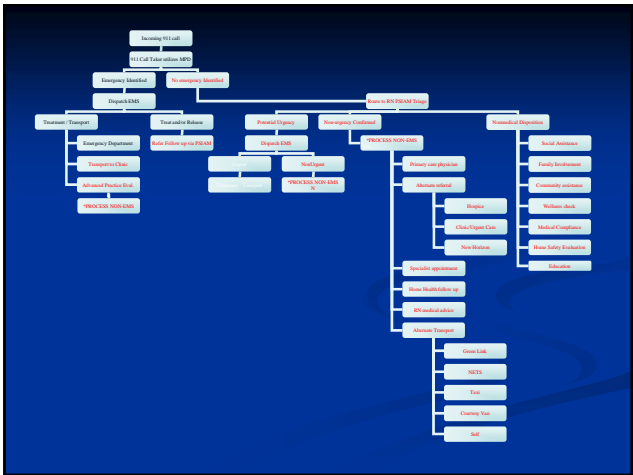 Incoming 911 call
911 Call Taker utilizes MPD
Emergency Identified
No emergency Identified
Dispatch EMS
Route to RN PSIAM Triage
Treatment / Transport
Treat and/or Release
Potential Urgency
Non-urgency Confirmed
Nonmedical Disposition
Emergency Department
Refer Follow up via PSIAM
Dispatch EMS
*PROCESS NON-EMS
Social Assistance
Transport to Clinic
NonUrgent
Primary care physician
Family Involvement
Advanced Practice Eval
*PROCESS NON-EMS
N
Alternate referral
Community assistance
*PROCESS NON-EMS
Hospice
Wellness check
Clinic/Urgent Care
Medical Compliance
New Horizon
Home Safety Evaluation
Specialist appointment
Education
Home Health follow up
RN medical advice
Alternate Transport
Green Link
NETS
Taxi
Courtesy Van
Self